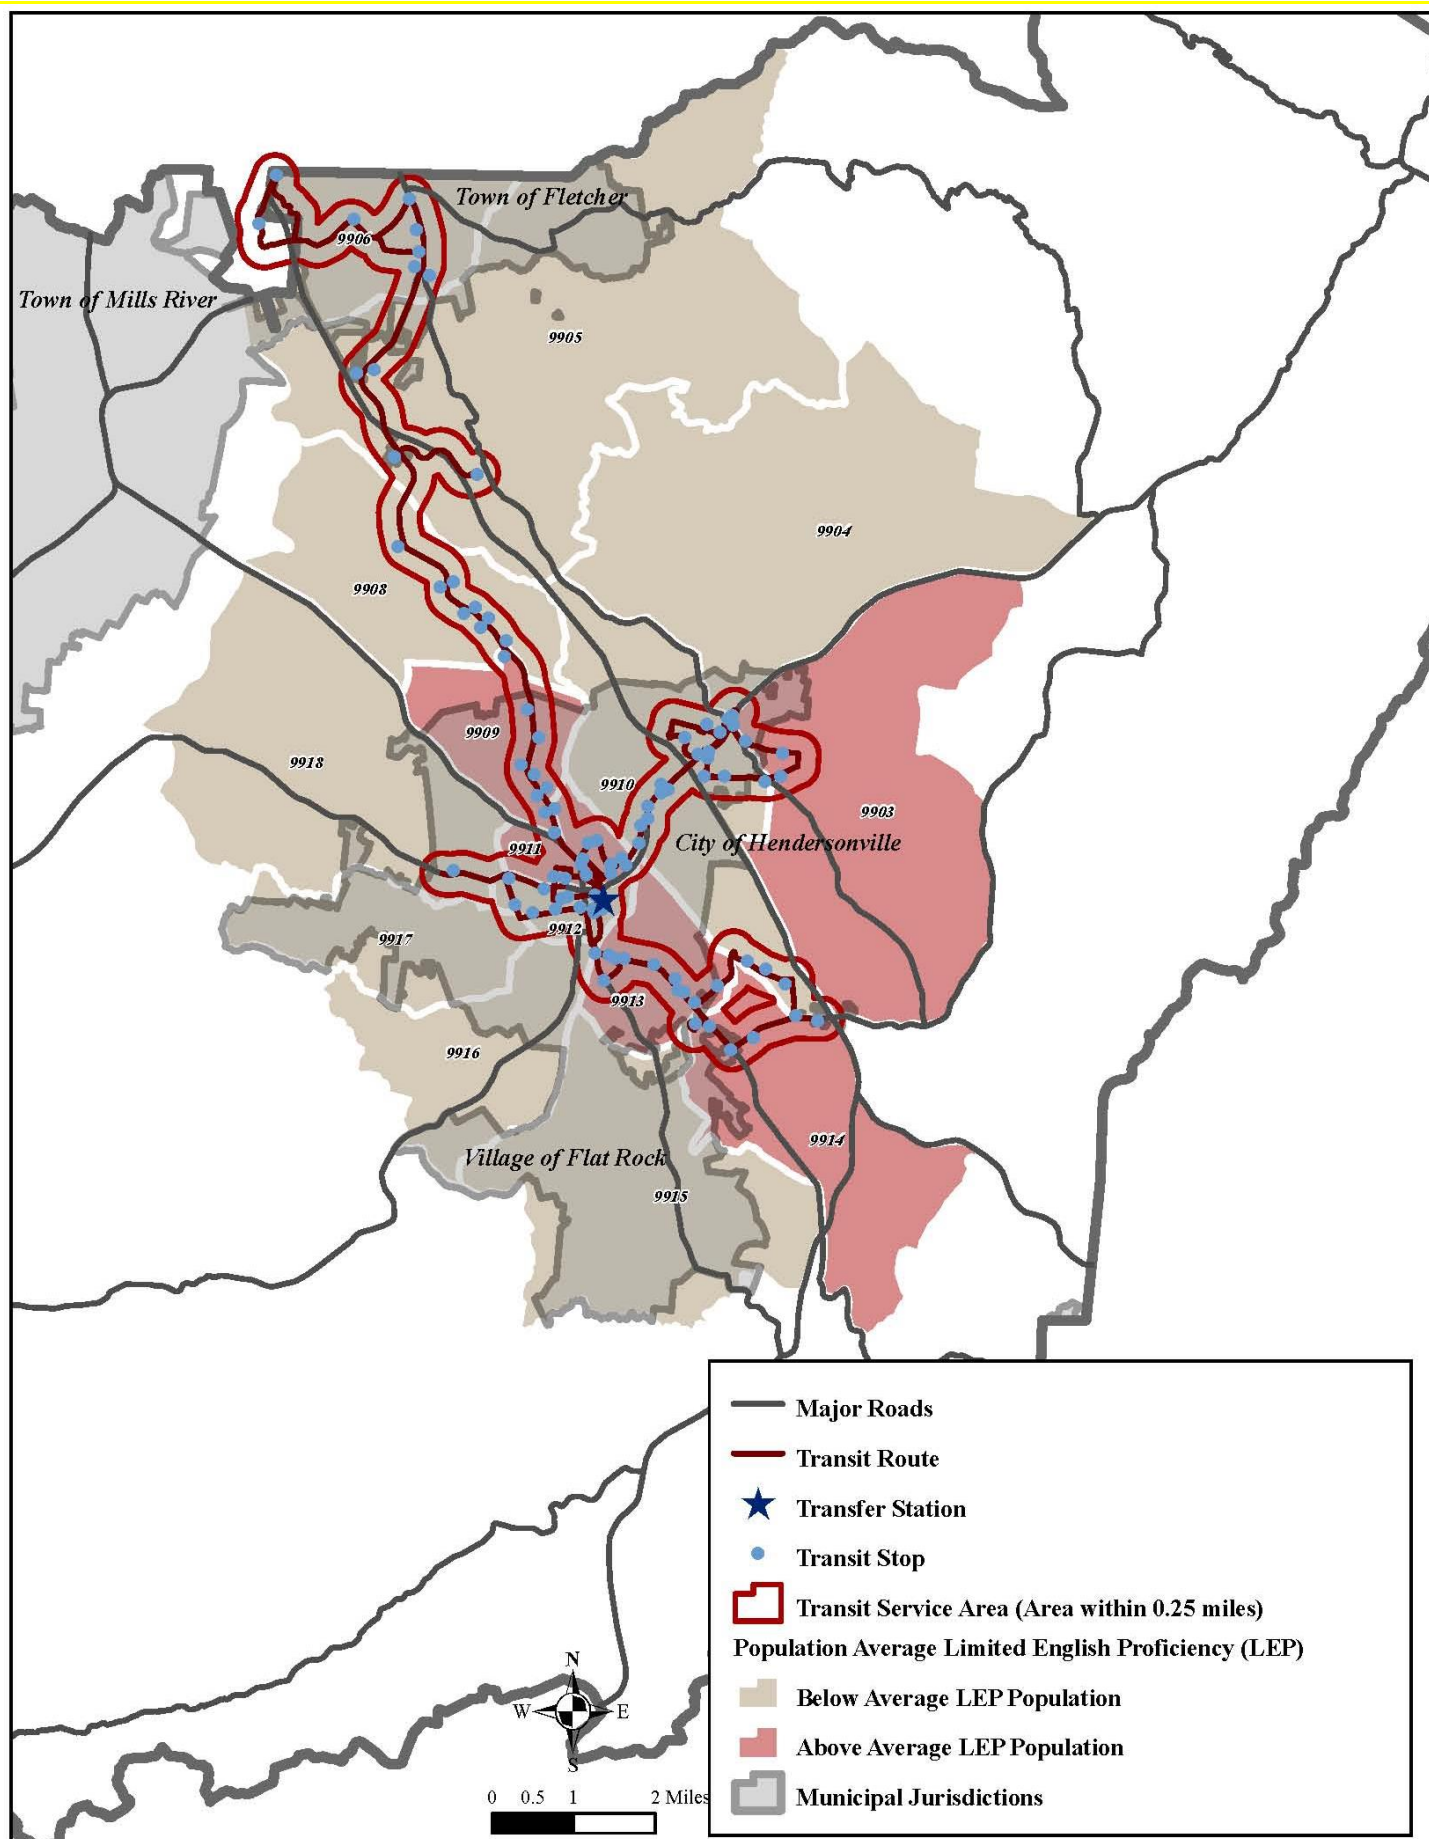 Town of Fletcher
9906
Town of Mills River
9905
9904
9908
9909
9918
9910
9903
City of Hendersonville
9911
9912
9917
9913
9916
9914
Village of Flat Rock
9915
Major Roads
Transit Route
Transfer Station
Transit Stop
Transit Service Area (Area within 0.25 miles)
Population Average Limited English Proficiency (LEP)
Below Average LEP Population
Above Average LEP Population
Municipal Jurisdictions
N
W E
S
0 0.5 1 2 Miles